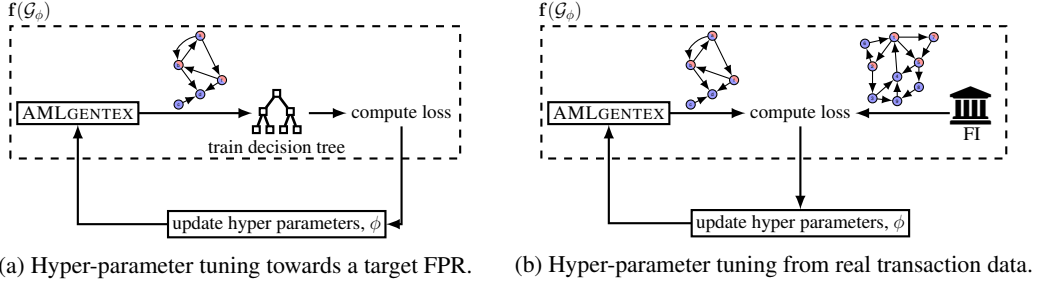 f(𝒢_ϕ)
AMLGENTEX
train decision tree
compute loss
update hyper parameters, ϕ
a) Hyper-parameter tuning towards a target FPR.
f(𝒢_ϕ)
AMLGENTEX
compute loss
FI
update hyper parameters, ϕ
(b) Hyper-parameter tuning from real transaction data.